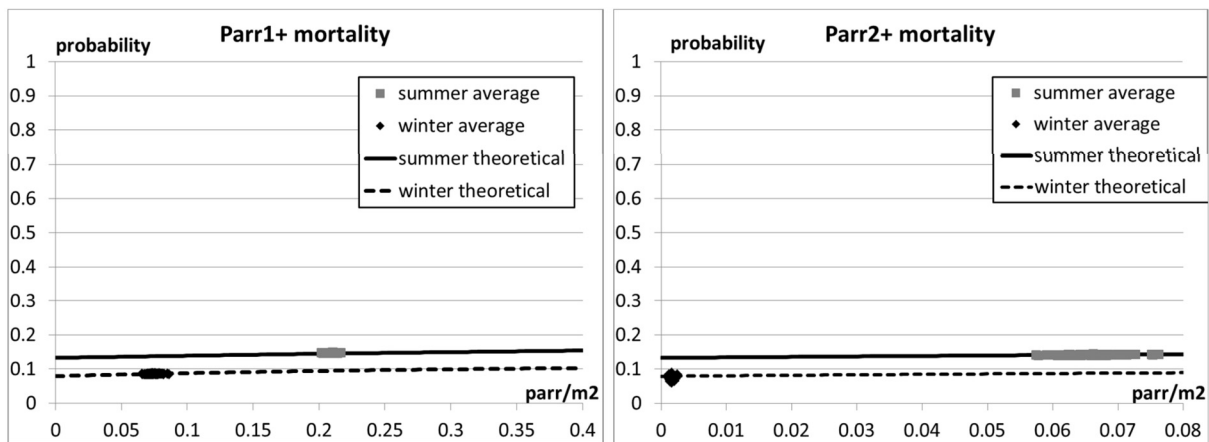 Parr1+ mortality
probability
1
0.9
0.8
0.7
0.6
0.5
0.4
0.3
0.2
0.1
0
summer average
winter average
summer theoretical
winter theoretical
parr/m2
0 0.05 0.1 0.15 0.2 0.25 0.3 0.35 0.4
Parr2+ mortality
probability
1
0.9
0.8
0.7
0.6
0.5
0.4
0.3
0.2
0.1
0
summer average
winter average
summer theoretical
winter theoretical
parr/m2
0 0.01 0.02 0.03 0.04 0.05 0.06 0.07 0.08